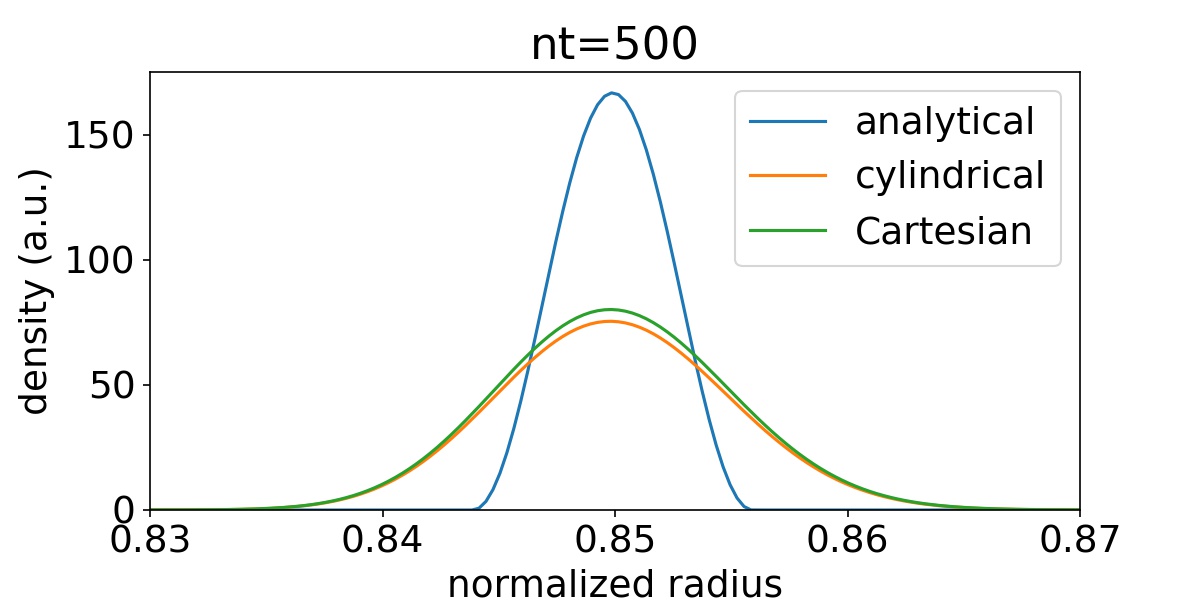 nt=500
density (a.u.)
150
100
50
0
analytical
cylindrical
Cartesian
0.83 0.84 0.85 0.86 0.87
normalized radius